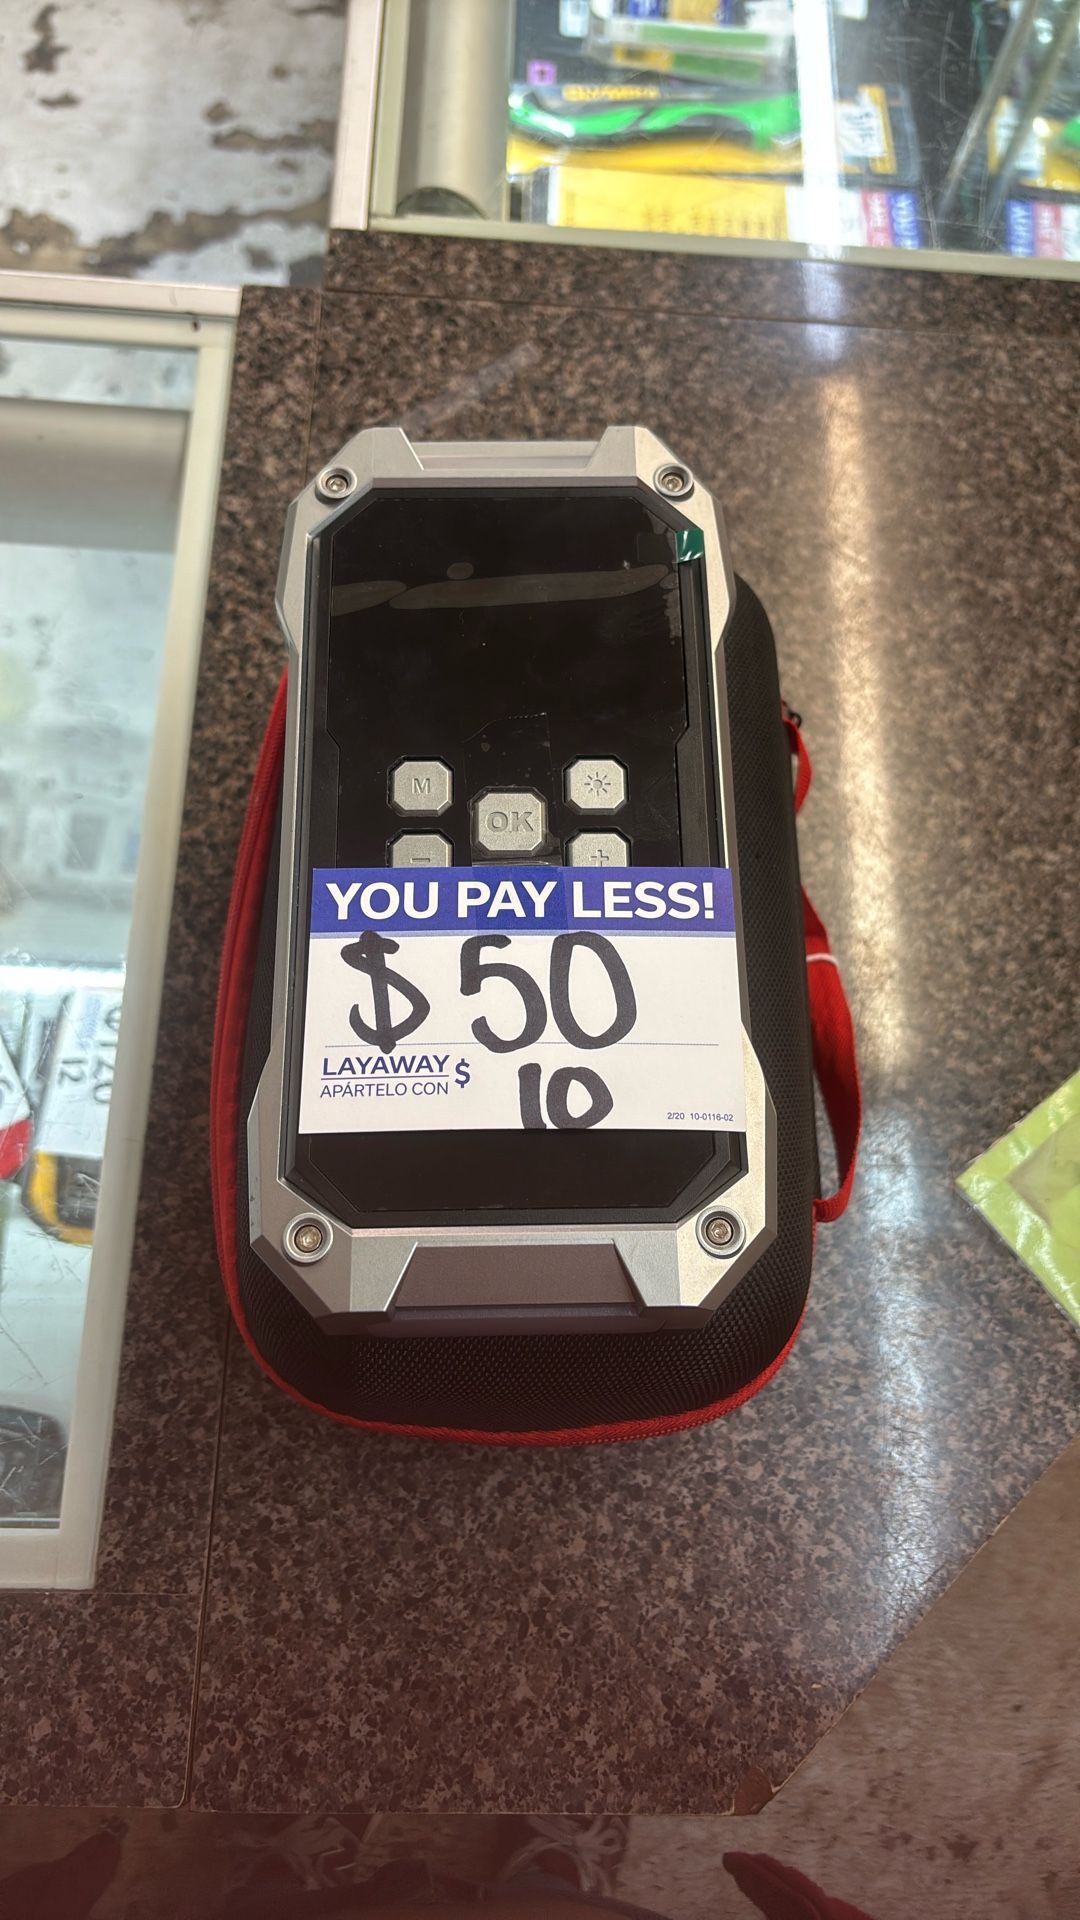 M
OK
−
+
YOU PAY LESS!
$50
LAYAWAY $
APÁRTELO CON
10
2/20 10-0116-02